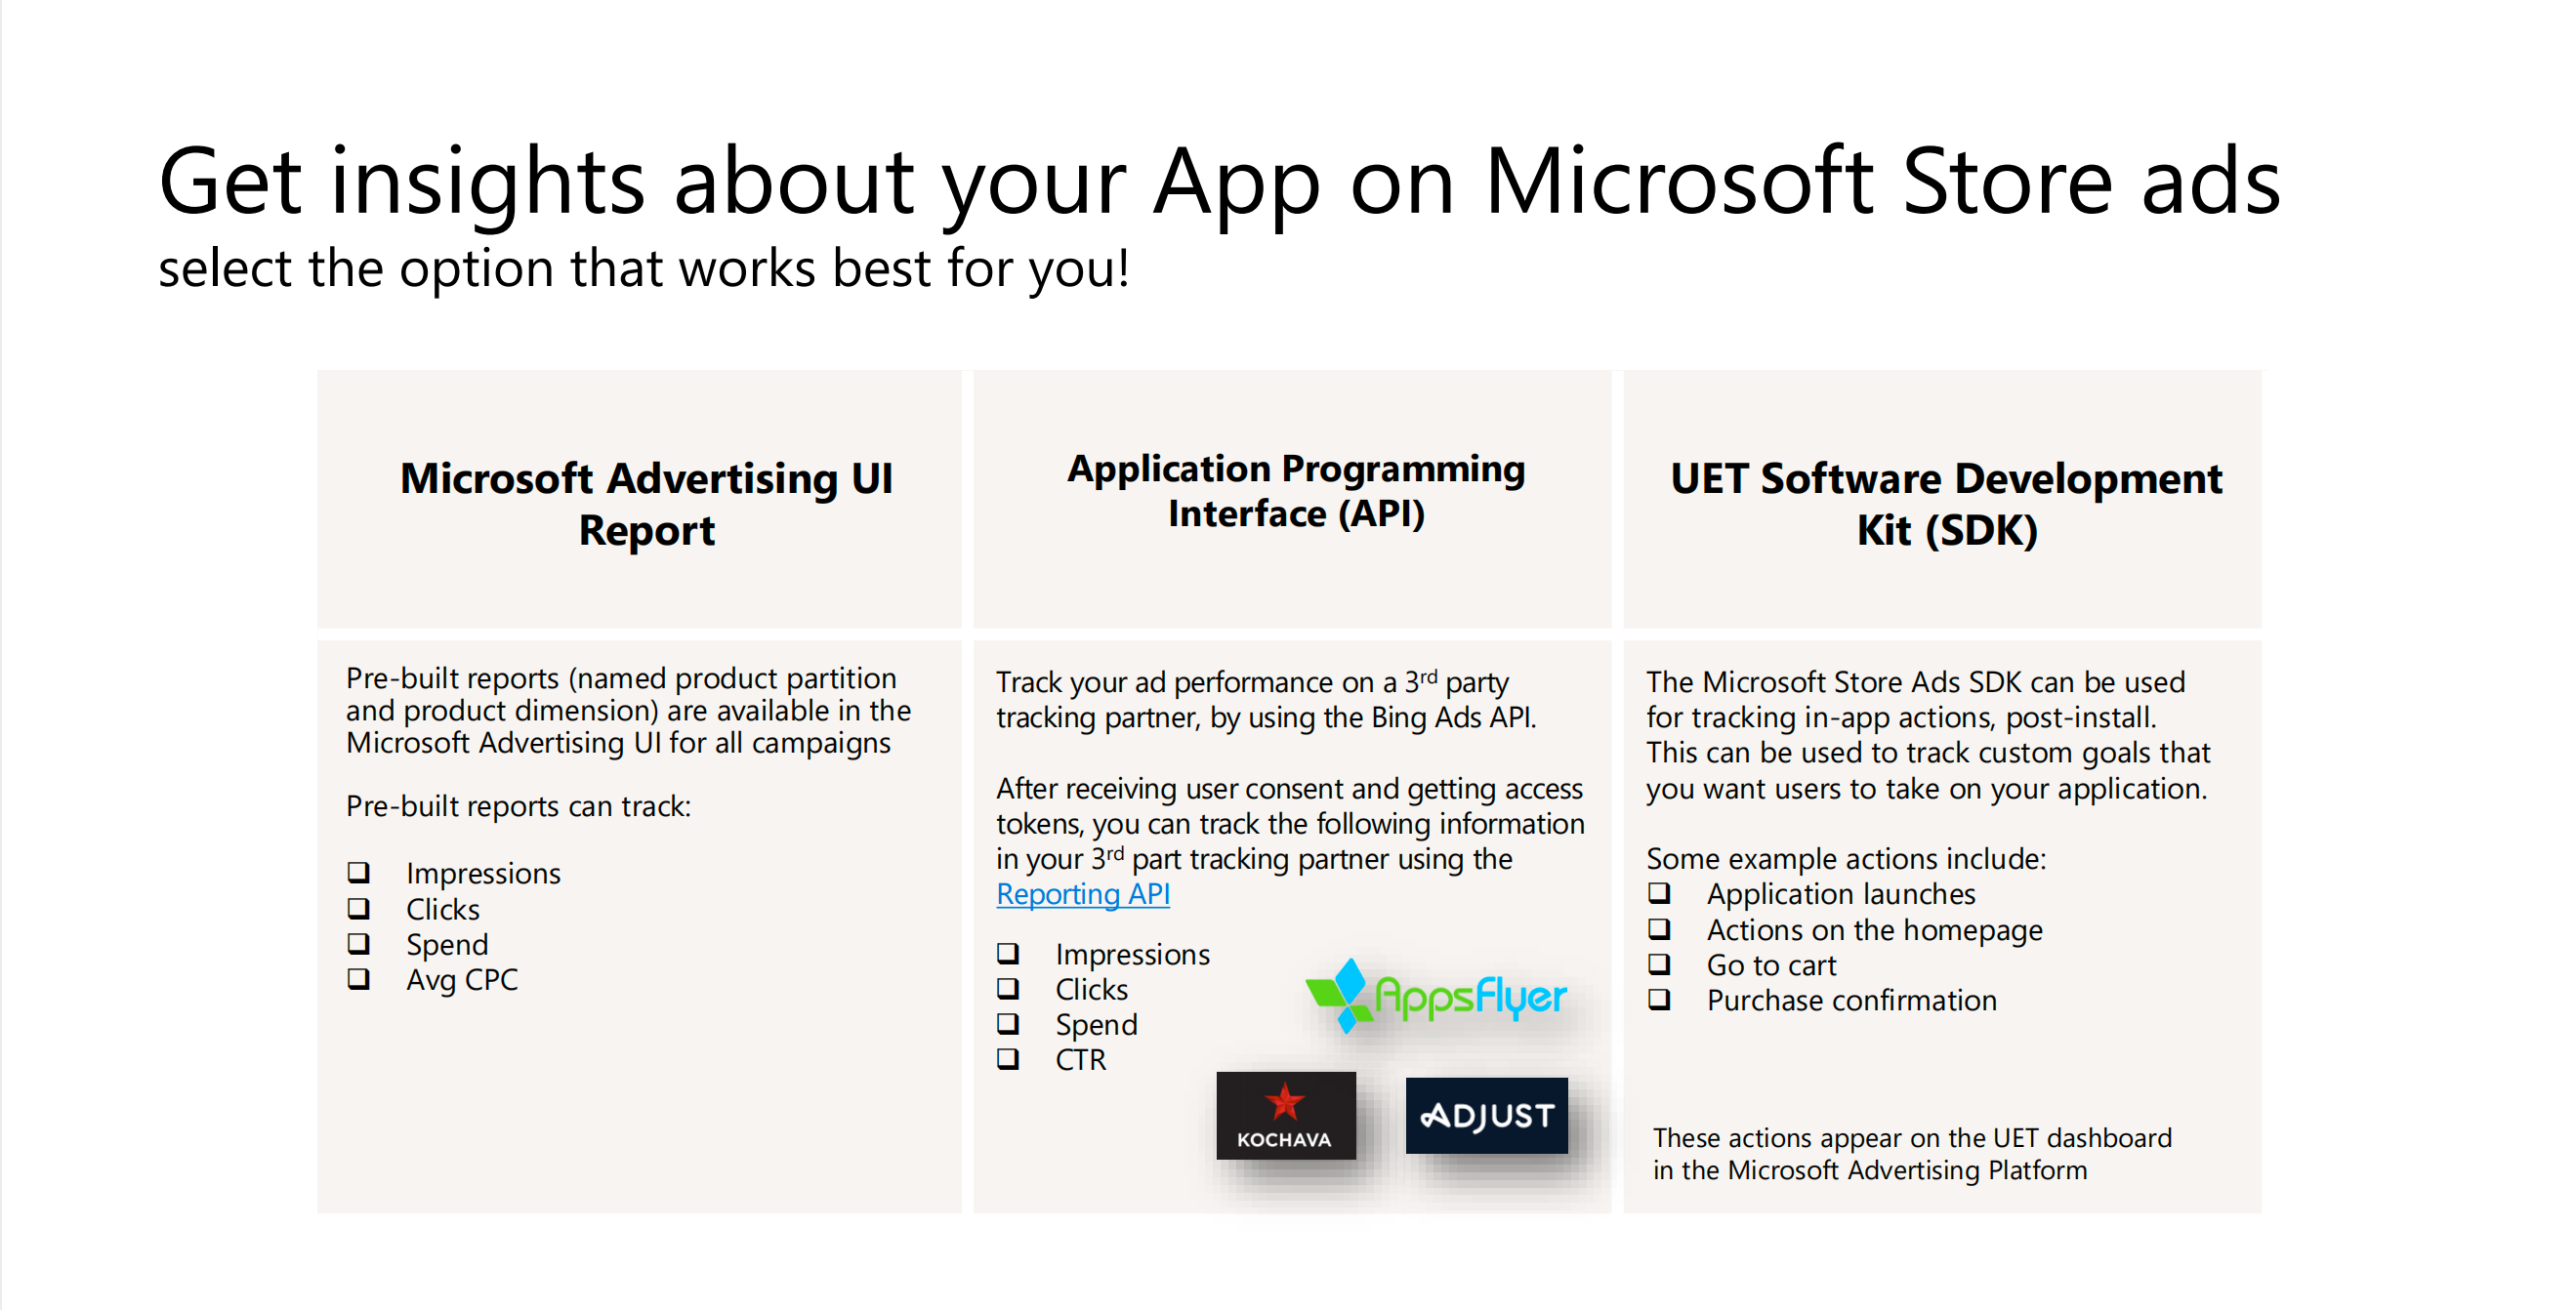 Get insights about your App on Microsoft Store ads
select the option that works best for you!
Microsoft Advertising UI
Report
Pre-built reports (named product partition
and product dimension) are available in the
Microsoft Advertising UI for all campaigns
Pre-built reports can track:
❑ Impressions
❑ Clicks
❑ Spend
❑ Avg CPC
Application Programming
Interface (API)
Track your ad performance on a 3rd party
tracking partner, by using the Bing Ads API.
After receiving user consent and getting access
tokens, you can track the following information
in your 3rd part tracking partner using the
Reporting API
❑ Impressions
❑ Clicks
❑ Spend
❑ CTR
AppsFlyer
KOCHAVA
ADJUST
UET Software Development
Kit (SDK)
The Microsoft Store Ads SDK can be used
for tracking in-app actions, post-install.
This can be used to track custom goals that
you want users to take on your application.
Some example actions include:
❑ Application launches
❑ Actions on the homepage
❑ Go to cart
❑ Purchase confirmation
These actions appear on the UET dashboard
in the Microsoft Advertising Platform